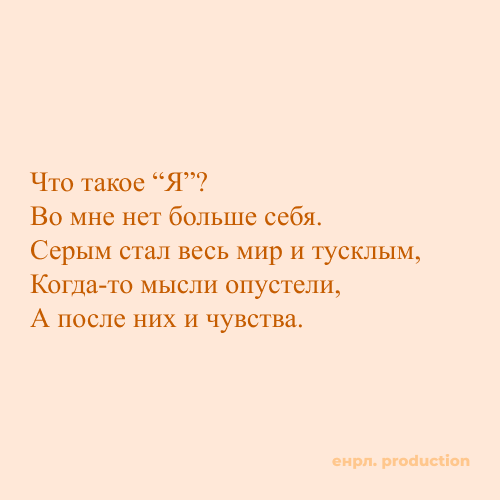 Что такое “Я”?
Во мне нет больше себя.
Серым стал весь мир и тусклым,
Когда-то мысли опустели,
А после них и чувства.
енрл. production